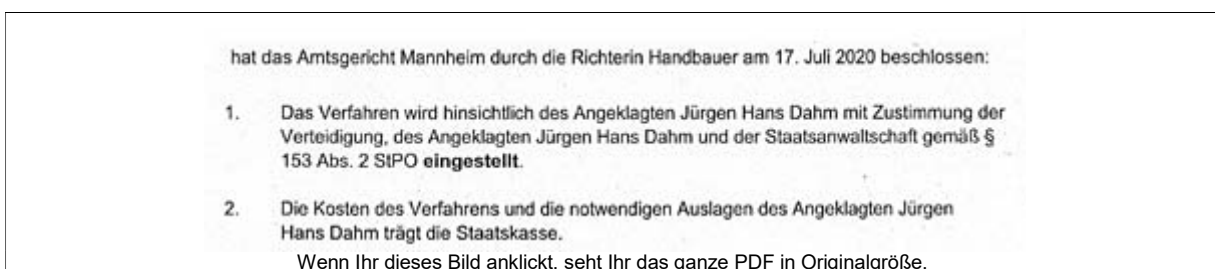 hat das Amtsgericht Mannheim durch die Richterin Handbauer am 17. Juli 2020 beschlossen:
1. Das Verfahren wird hinsichtlich des Angeklagten Jürgen Hans Dahm mit Zustimmung der
Verteidigung, des Angeklagten Jürgen Hans Dahm und der Staatsanwaltschaft gemäß §
153 Abs. 2 StPO eingestellt.
2. Die Kosten des Verfahrens und die notwendigen Auslagen des Angeklagten Jürgen
Hans Dahm trägt die Staatskasse.
Wenn Ihr dieses Bild anklickt, seht Ihr das ganze PDF in Originalgröße.